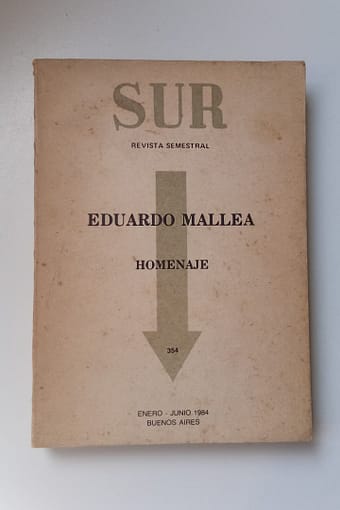 SUR
REVISTA SEMESTRAL
EDUARDO MALLEA
HOMENAJE
354
ENERO - JUNIO 1984
BUENOS AIRES